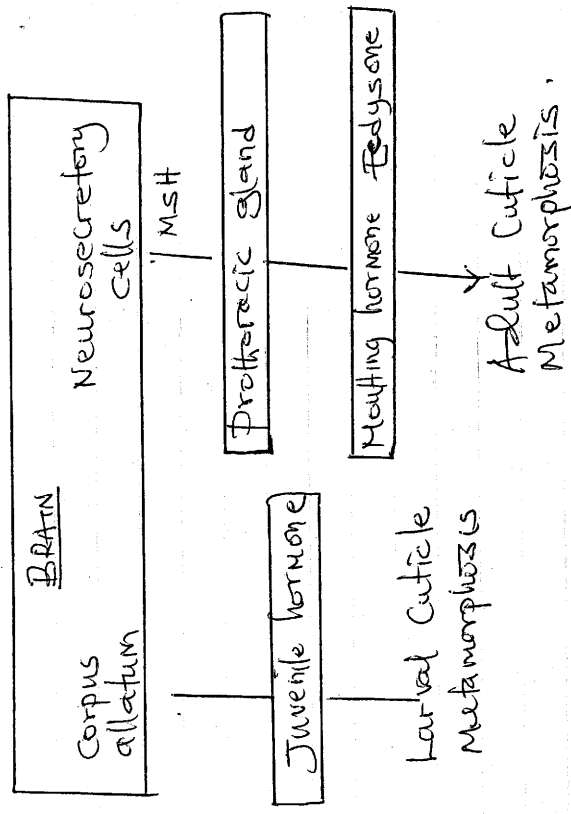 BRAIN
Corpus
allatum
Neurosecretory
cells
MSH
Juvenile hormone
Prothoracic gland
Larval Cuticle
Metamorphosis
Moulting hormone Ecdysone
Adult Cuticle
Metamorphosis.